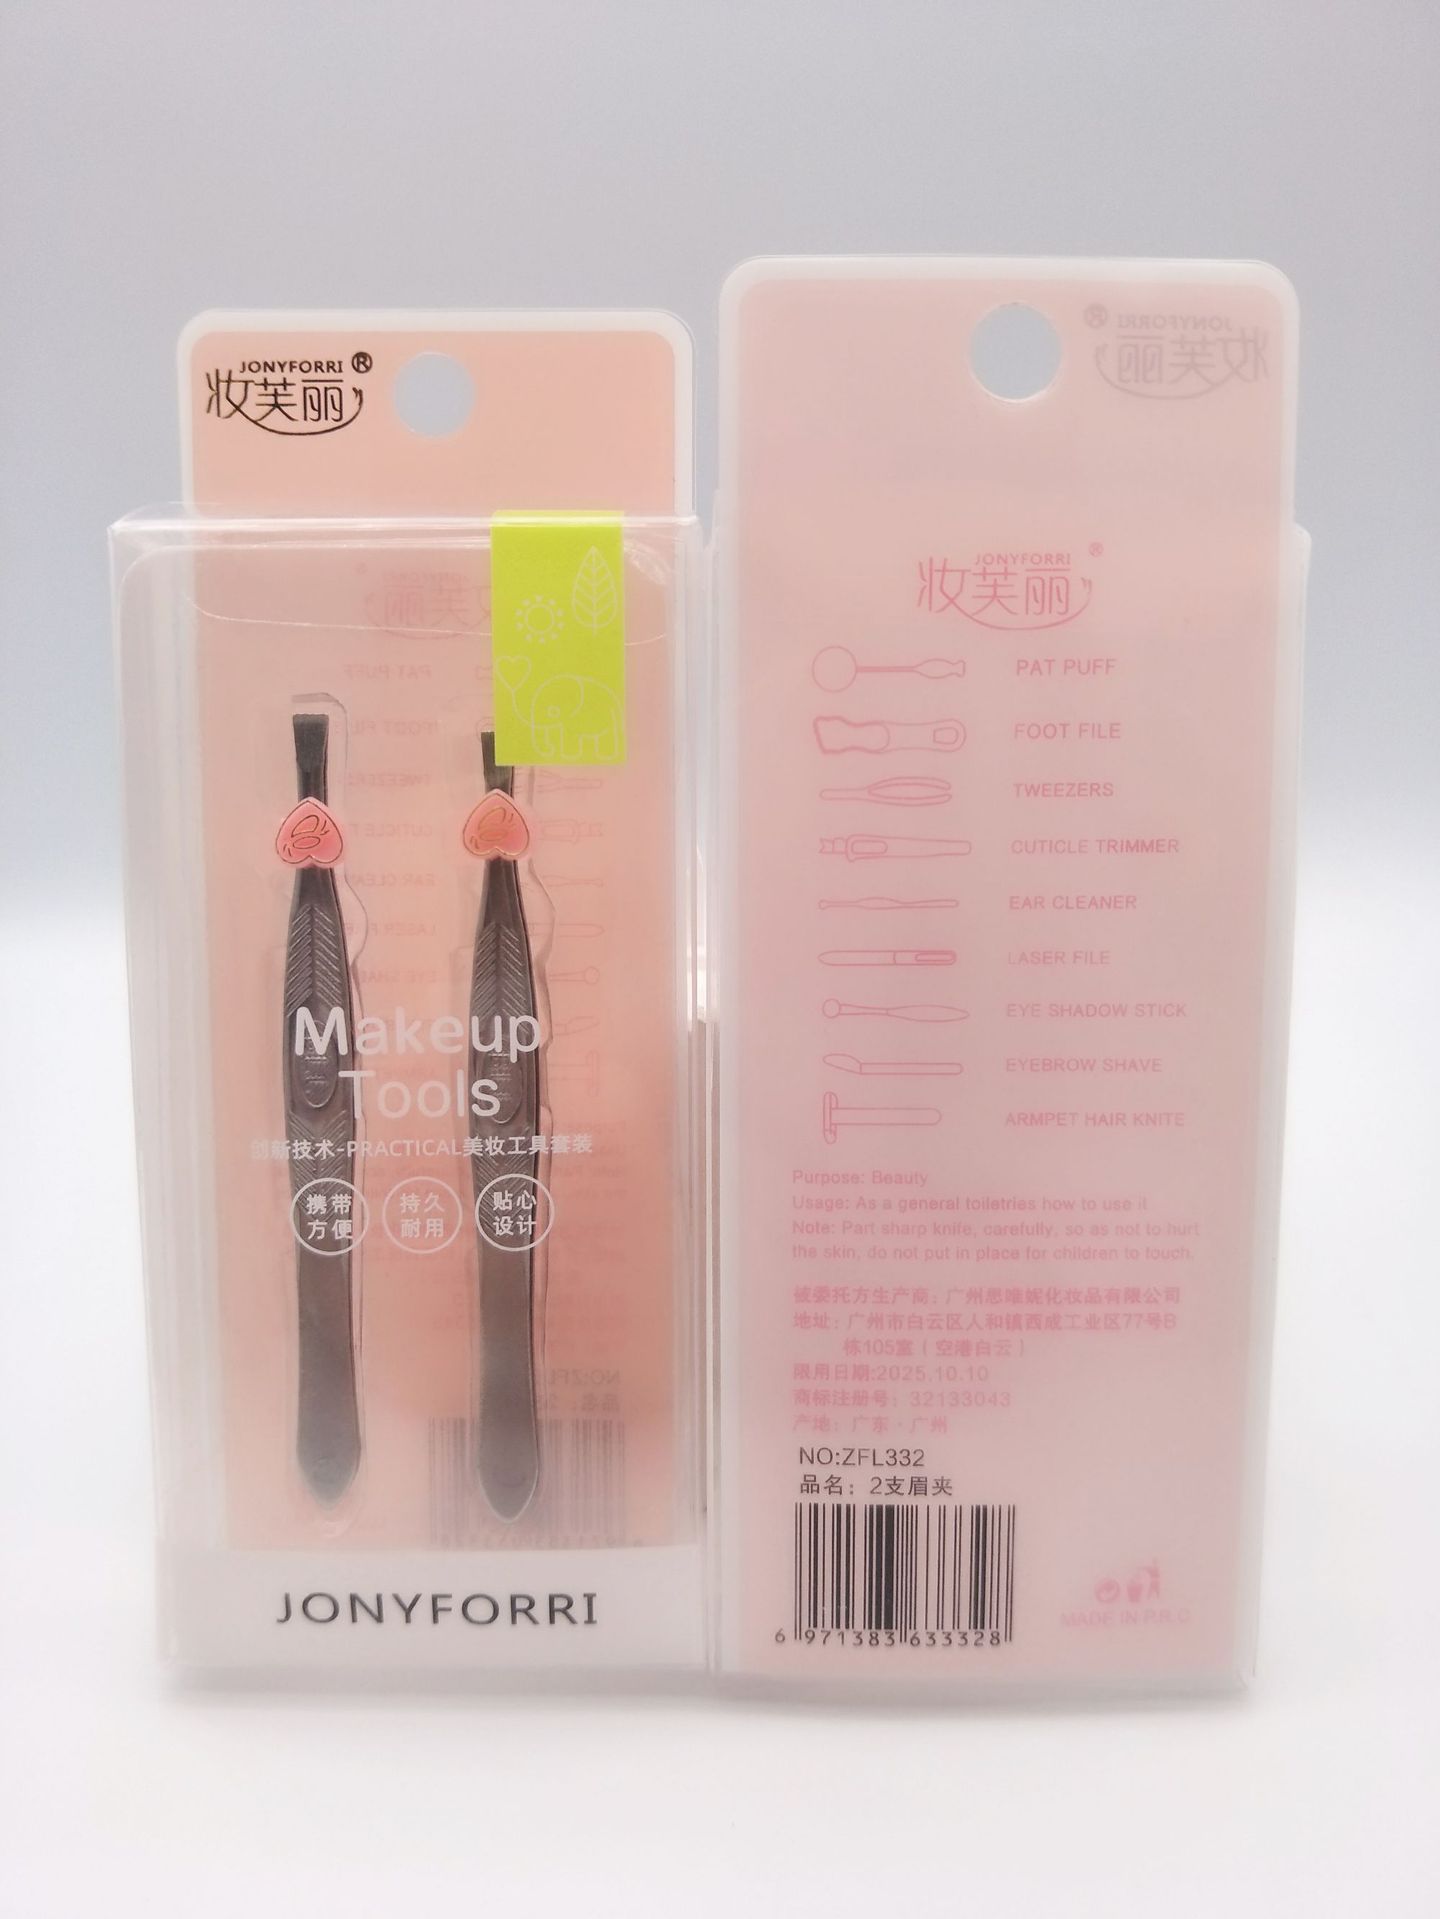 JONYFORRI ®
妆芙丽
Makeup
Tools
创新技术-PRACTICAL美妆工具套装
携带
方便
持久
耐用
贴心
设计
JONYFORRI
JONYFORRI ®
妆芙丽
PAT PUFF
FOOT FILE
TWEEZERS
CUTICLE TRIMMER
EAR CLEANER
LASER FILE
EYE SHADOW STICK
EYEBROW SHAVE
ARMPET HAIR KNITE
Purpose: Beauty
Usage: As a general toiletries how to use it
Note: Part sharp knife, carefully, so as not to hurt
the skin, do not put in place for children to touch.
被委托方生产商：广州思唯妮化妆品有限公司
地址：广州市白云区人和镇西成工业区77号B
栋105室（空港白云）
限用日期:2025.10.10
商标注册号：32133043
产地：广东·广州
NO:ZFL332
品名：2支眉夹
6 971383 633328
MADE IN P.R.C